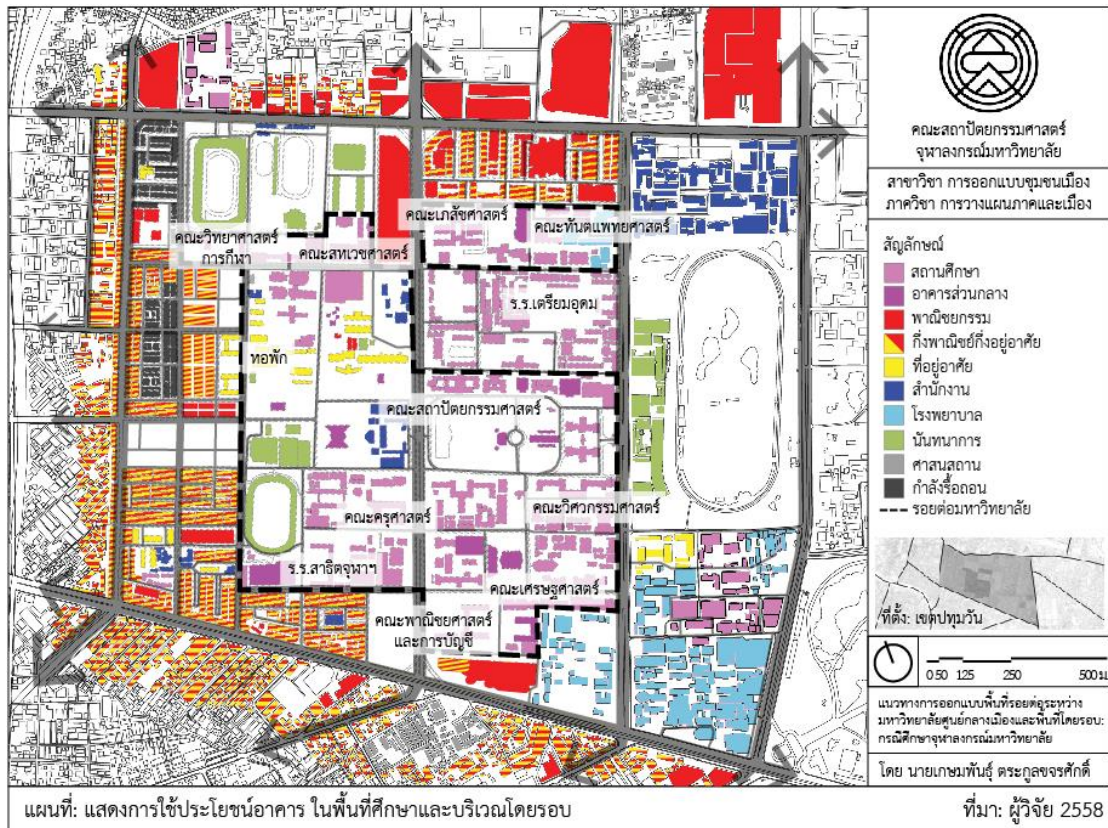 คณะวิทยาศาสตร์
การกีฬา
คณะสหเวชศาสตร์
คณะเภสัชศาสตร์
คณะทันตแพทยศาสตร์
ร.ร.เตรียมอุดม
หอพัก
คณะสถาปัตยกรรมศาสตร์
คณะครุศาสตร์
คณะวิศวกรรมศาสตร์
ร.ร.สาธิตจุฬาฯ
คณะเศรษฐศาสตร์
คณะพาณิชยศาสตร์
และการบัญชี
คณะสถาปัตยกรรมศาสตร์
จุฬาลงกรณ์มหาวิทยาลัย
สาขาวิชา การออกแบบชุมชนเมือง
ภาควิชา การวางแผนภาคและเมือง
สัญลักษณ์
สถานศึกษา
อาคารส่วนกลาง
พาณิชยกรรม
กึ่งพาณิชย์กึ่งอยู่อาศัย
ที่อยู่อาศัย
สำนักงาน
โรงพยาบาล
นันทนาการ
ศาสนสถาน
กำลังรื้อถอน
รอยต่อมหาวิทยาลัย
ที่ตั้ง: เขตปทุมวัน
0 50 125 250 500 ม
แนวทางการออกแบบพื้นที่รอยต่อระหว่าง
มหาวิทยาลัยศูนย์กลางเมืองและพื้นที่โดยรอบ:
กรณีศึกษาจุฬาลงกรณ์มหาวิทยาลัย
โดย นายเกษมพันธุ์ ตระกูลขจรศักดิ์
แผนที่: แสดงการใช้ประโยชน์อาคาร ในพื้นที่ศึกษาและบริเวณโดยรอบ
ที่มา: ผู้วิจัย 2558